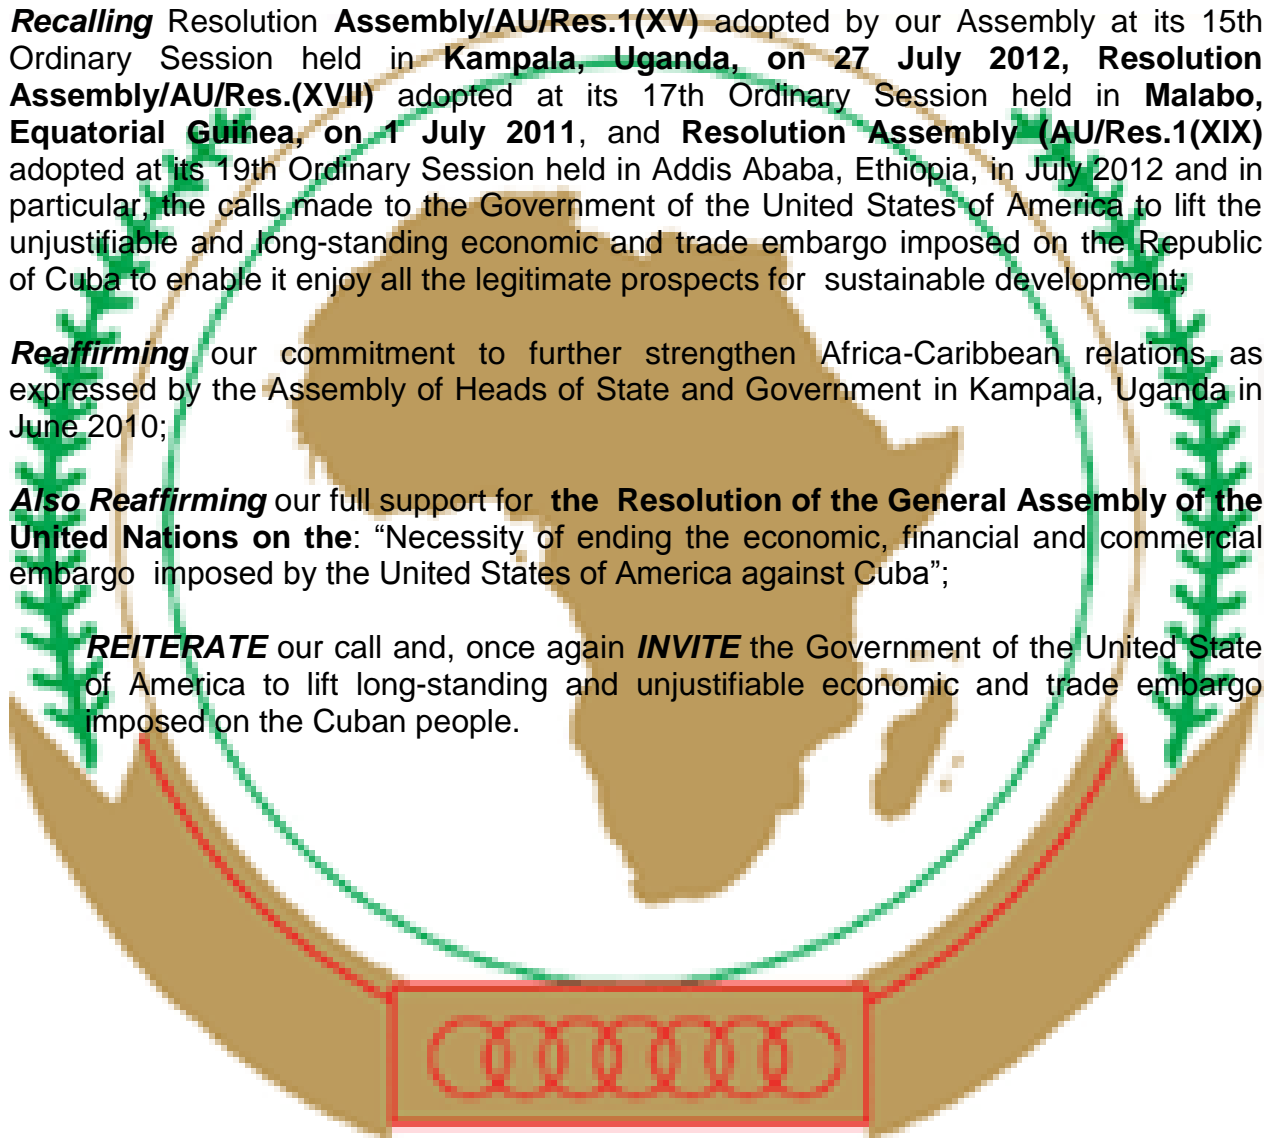 Recalling Resolution Assembly/AU/Res.1(XV) adopted by our Assembly at its 15th
Ordinary Session held in Kampala, Uganda, on 27 July 2012, Resolution
Assembly/AU/Res.(XVII) adopted at its 17th Ordinary Session held in Malabo,
Equatorial Guinea, on 1 July 2011, and Resolution Assembly (AU/Res.1(XIX)
adopted at its 19th Ordinary Session held in Addis Ababa, Ethiopia, in July 2012 and in
particular, the calls made to the Government of the United States of America to lift the
unjustifiable and long-standing economic and trade embargo imposed on the Republic
of Cuba to enable it enjoy all the legitimate prospects for sustainable development;
Reaffirming our commitment to further strengthen Africa-Caribbean relations as
expressed by the Assembly of Heads of State and Government in Kampala, Uganda in
June 2010;
Also Reaffirming our full support for the Resolution of the General Assembly of the
United Nations on the: “Necessity of ending the economic, financial and commercial
embargo imposed by the United States of America against Cuba”;
REITERATE our call and, once again INVITE the Government of the United State
of America to lift long-standing and unjustifiable economic and trade embargo
imposed on the Cuban people.